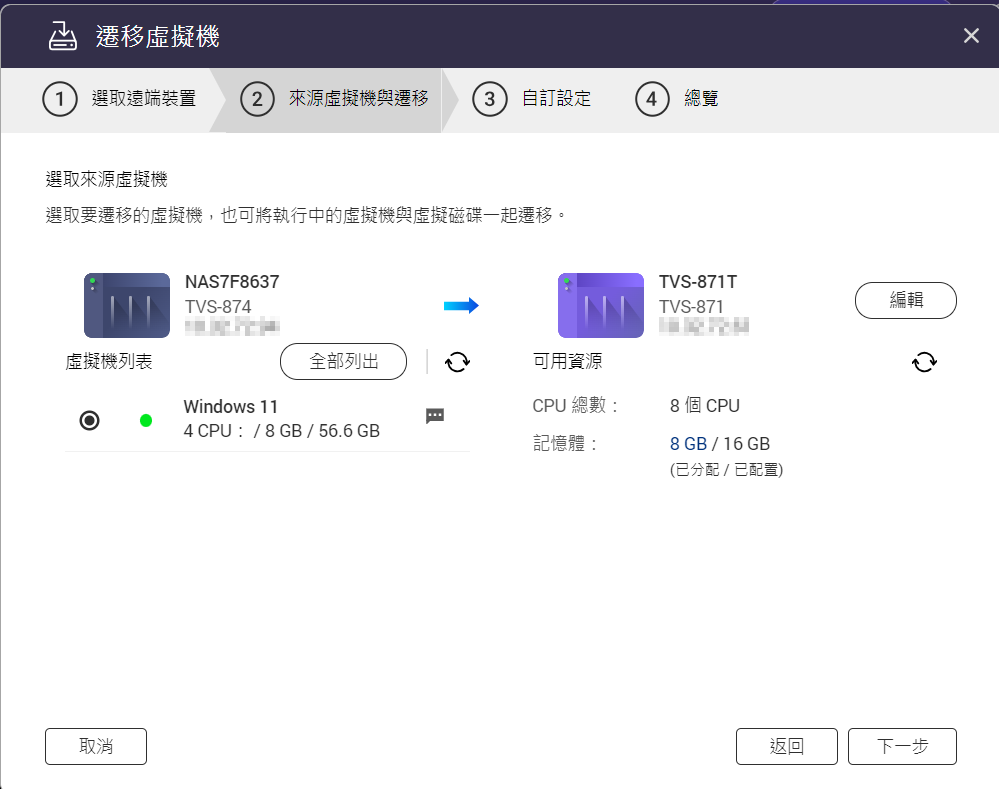 遷移虛擬機
1 選取遠端裝置 2 來源虛擬機與遷移 3 自訂設定 4 總覽
選取來源虛擬機
選取要遷移的虛擬機，也可將執行中的虛擬機與虛擬磁碟一起遷移。
NAS7F8637
TVS-874
TVS-871T
TVS-871
編輯
虛擬機列表
全部列出
可用資源
Windows 11
4 CPU： / 8 GB / 56.6 GB
CPU 總數： 8 個 CPU
記憶體： 8 GB / 16 GB
(已分配 / 已配置)
取消
返回
下一步